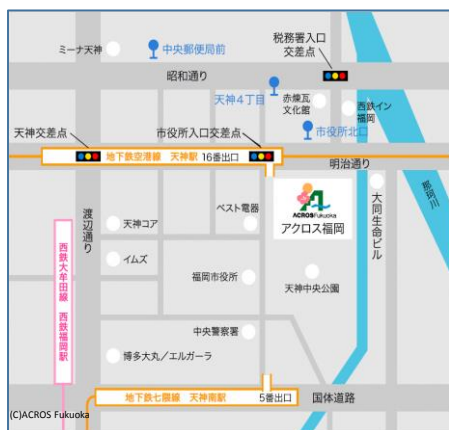 ミーナ天神
中央郵便局前
税務署入口
交差点
昭和通り
天神4丁目
赤煉瓦
文化館
西鉄イン
福岡
市役所北口
天神交差点
市役所入口交差点
地下鉄空港線 天神駅 16番出口
明治通り
那珂川
渡辺通り
天神コア
ベスト電器
ACROS Fukuoka
アクロス福岡
大同生命ビル
イムズ
福岡市役所
天神中央公園
西鉄大牟田線 西鉄福岡駅
中央警察署
博多大丸/エルガーラ
地下鉄七隈線 天神南駅 5番出口
国体道路
(C)ACROS Fukuoka